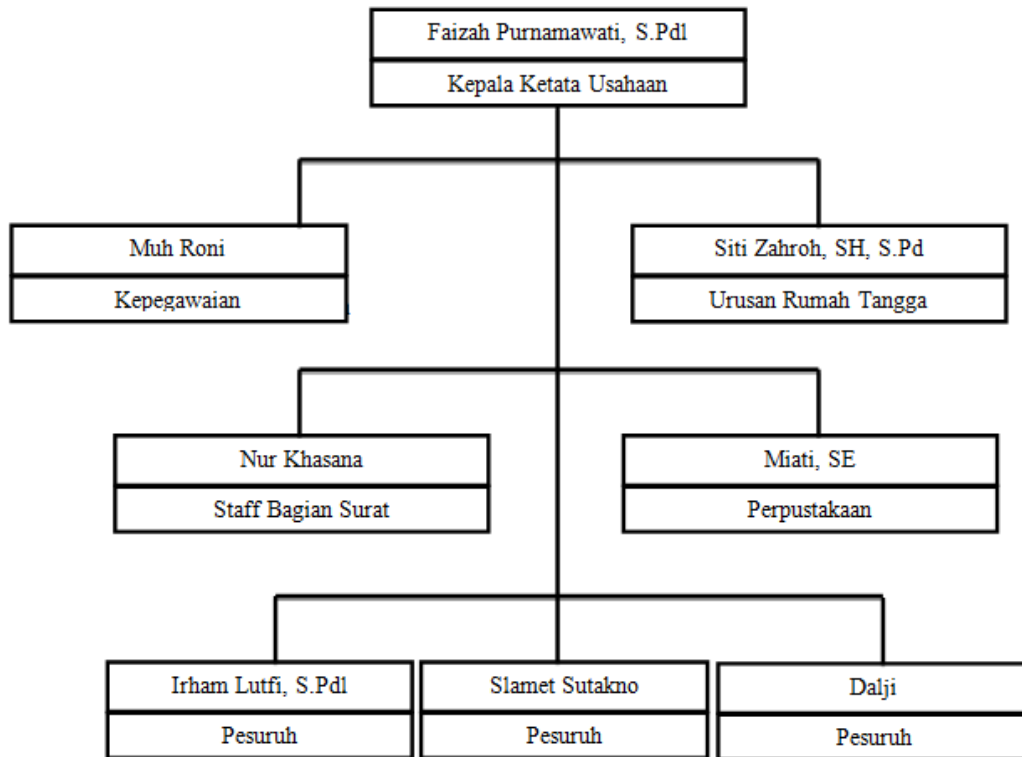 Faizah Purnamawati, S.Pdl
Kepala Ketata Usahaan
Muh Roni
Kepegawaian
Siti Zahroh, SH, S.Pd
Urusan Rumah Tangga
Nur Khasana
Staff Bagian Surat
Miati, SE
Perpustakaan
Irham Lutfi, S.Pdl
Pesuruh
Slamet Sutakno
Pesuruh
Dalji
Pesuruh